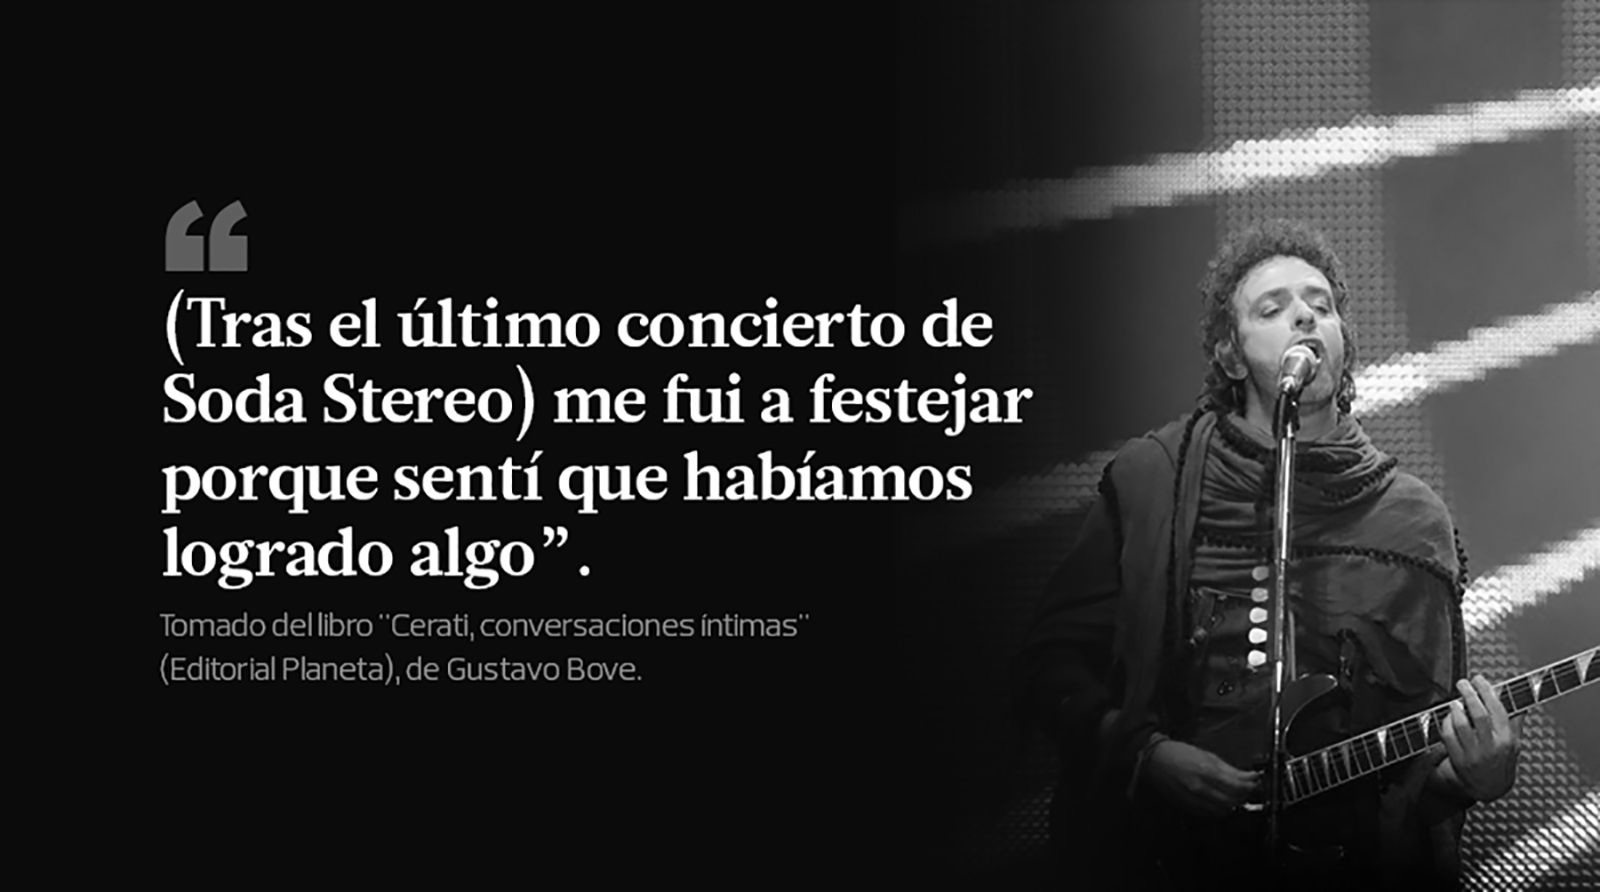 “
(Tras el último concierto de
Soda Stereo) me fui a festejar
porque sentí que habíamos
logrado algo”.
Tomado del libro "Cerati, conversaciones íntimas"
(Editorial Planeta), de Gustavo Bove.